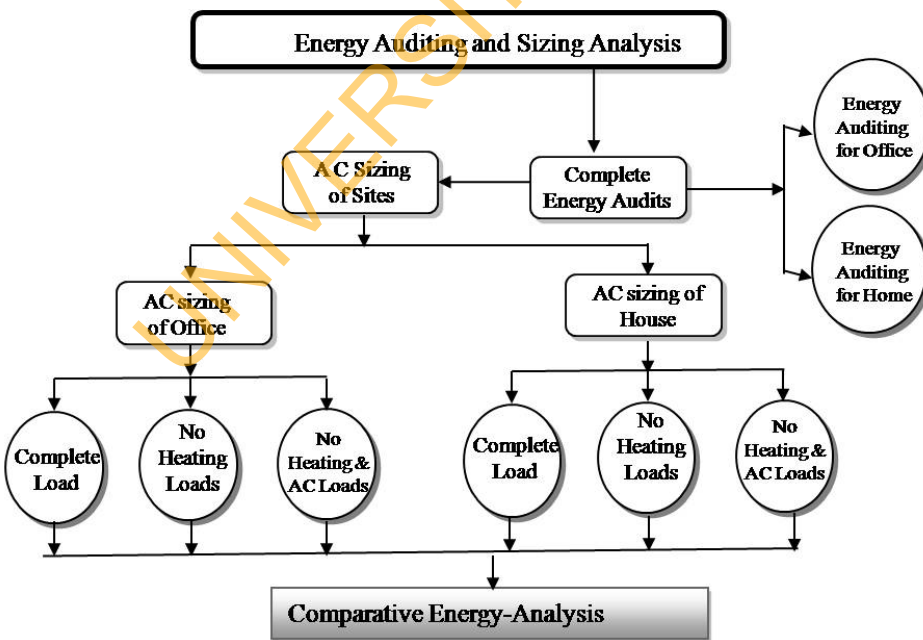 Energy Auditing and Sizing Analysis
Energy
Auditing
for Office
A C Sizing
of Sites
Complete
Energy Audits
Energy
Auditing
for Home
AC sizing
of Office
AC sizing of
House
Complete
Load
No
Heating
Loads
No
Heating &
AC Loads
Complete
Load
No
Heating
Loads
No
Heating &
AC Loads
Comparative Energy-Analysis
UNIVERSIT